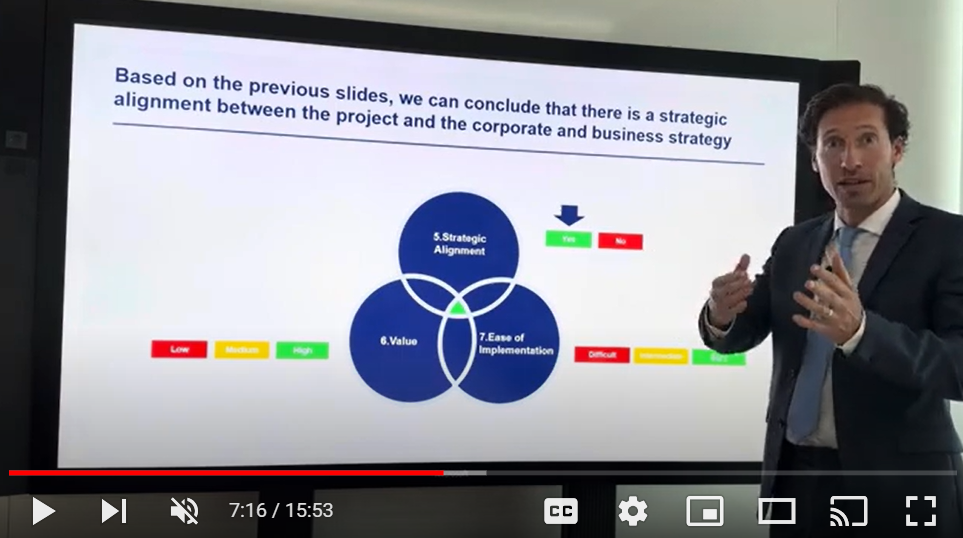 Based on the previous slides, we can conclude that there is a strategic
alignment between the project and the corporate and business strategy
5.Strategic
Alignment
Yes
No
6.Value
7.Ease of
Implementation
Low
Medium
High
Difficult
Intermediate
7:16 / 15:53
CC